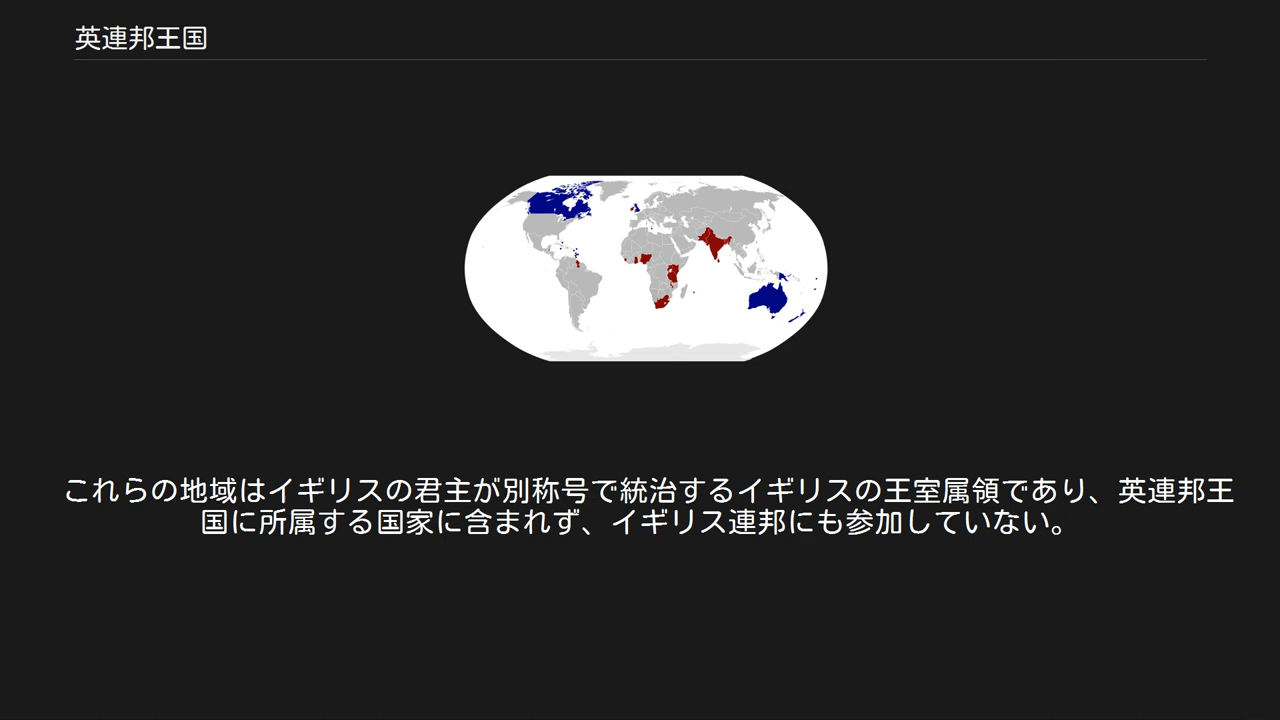 英連邦王国
これらの地域はイギリスの君主が別称号で統治するイギリスの王室属領であり、英連邦王
国に所属する国家に含まれず、イギリス連邦にも参加していない。